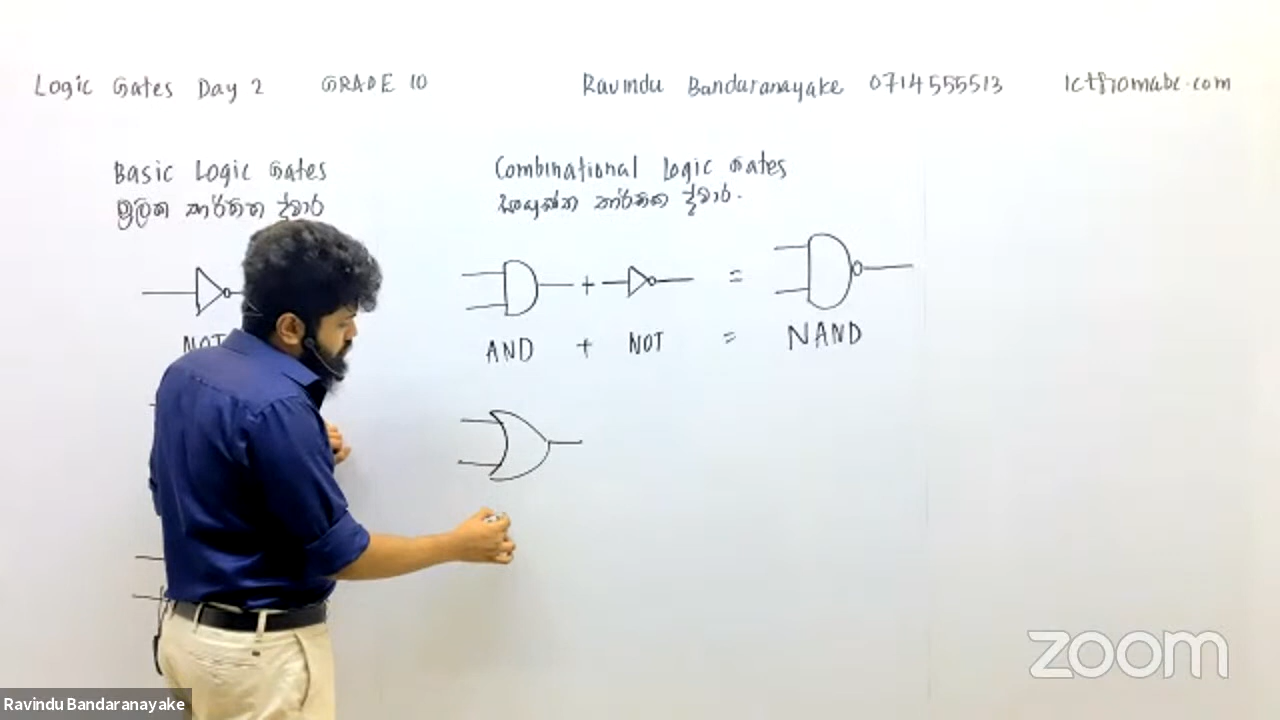 Logic Gates Day 2 GRADE 10 Ravindu Bandaranayake 0714555513 ictfromabc.com
Basic Logic Gates
මූලික තාර්කික ද්වාර
Combinational Logic Gates
සංයුක්ත තාර්කික ද්වාර.
+ =
NOT
AND + NOT = NAND
zoom
Ravindu Bandaranayake